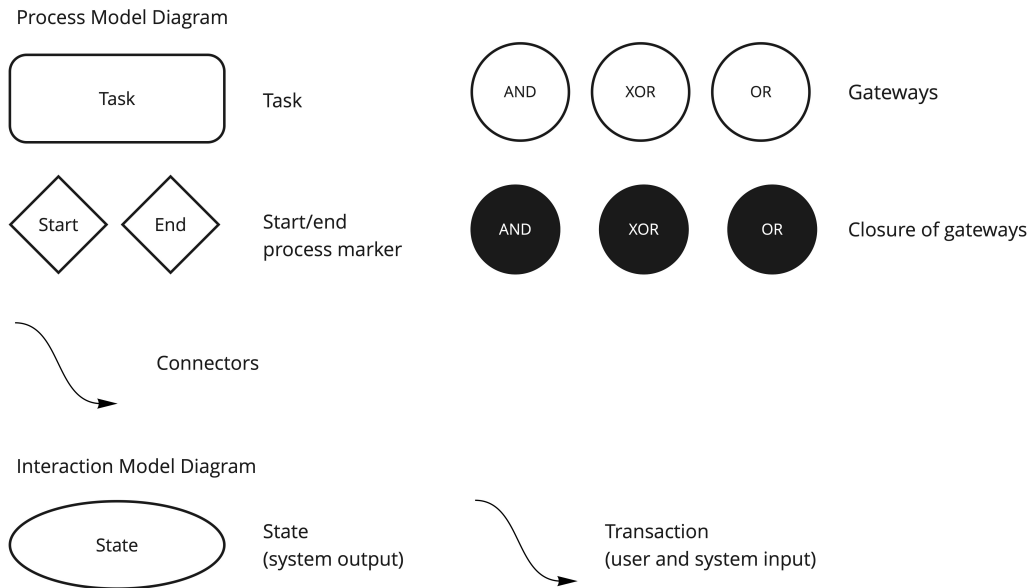 Process Model Diagram
Task
Task
AND
XOR
OR
Gateways
Start
End
Start/end
process marker
AND
XOR
OR
Closure of gateways
Connectors
Interaction Model Diagram
State
State
(system output)
Transaction
(user and system input)